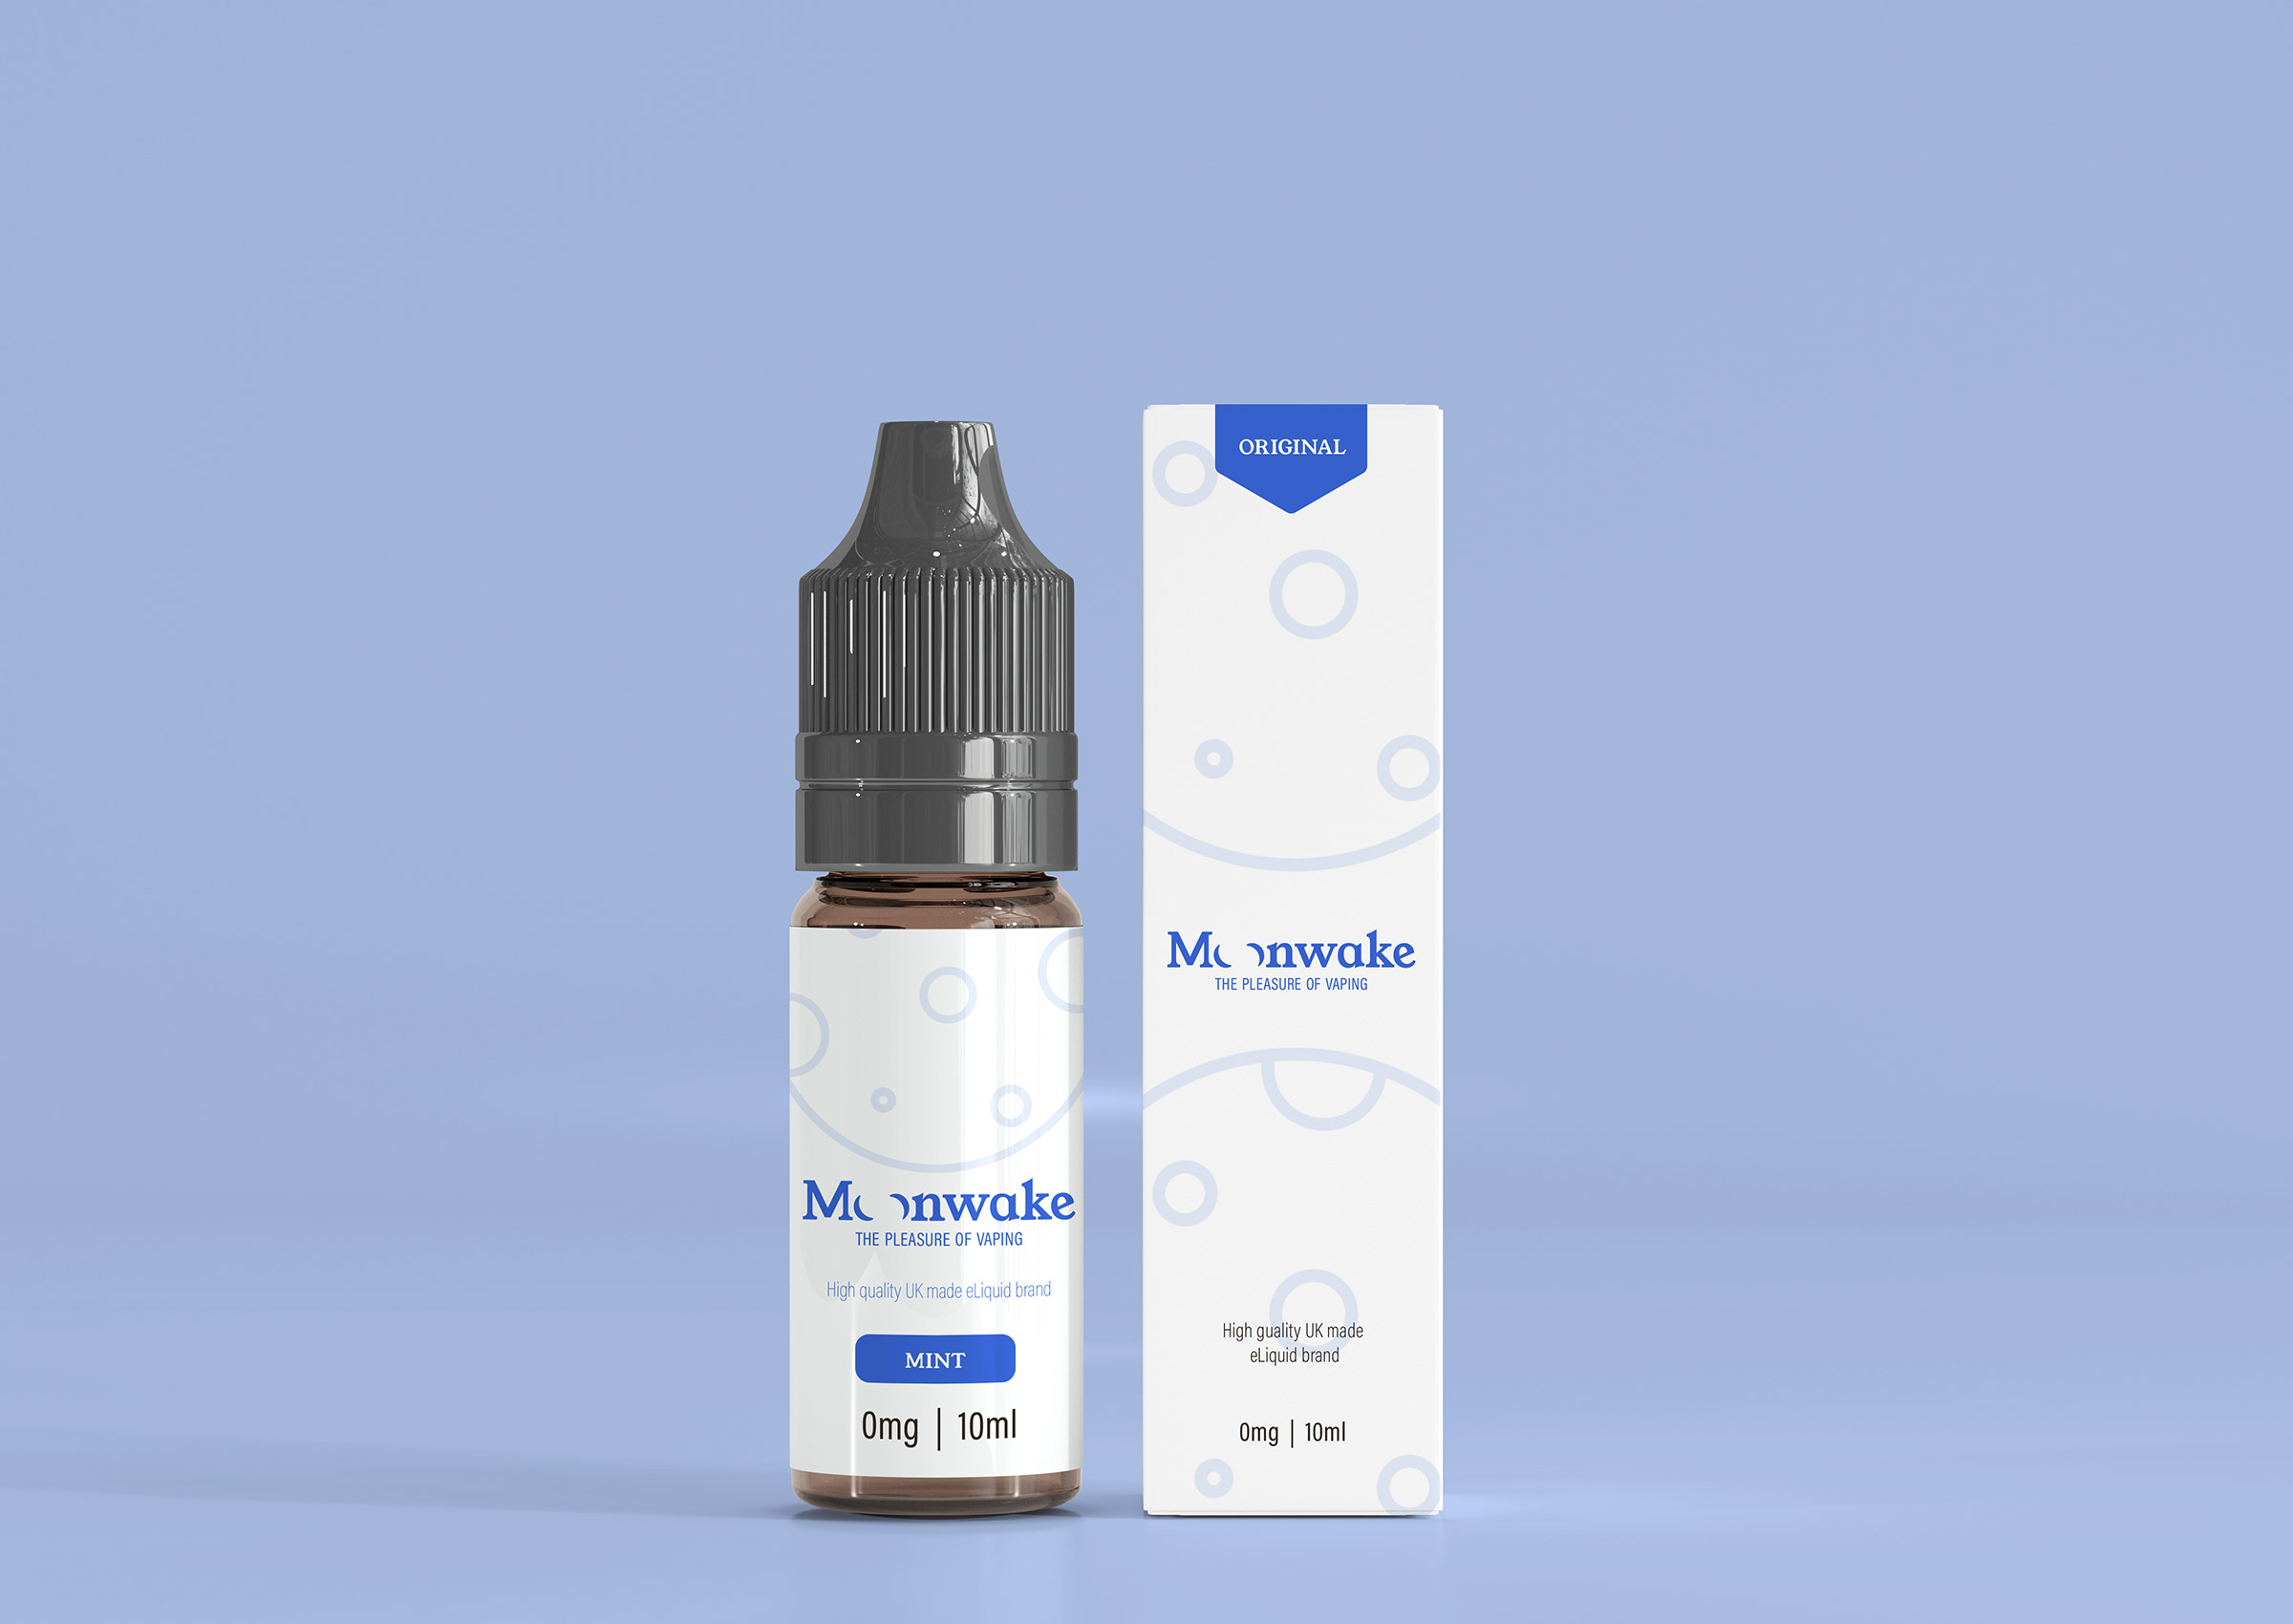 Moonwake
THE PLEASURE OF VAPING
High quality UK made eLiquid brand
MINT
0mg | 10ml
ORIGINAL
Moonwake
THE PLEASURE OF VAPING
High guality UK made
eLiquid brand
0mg | 10ml